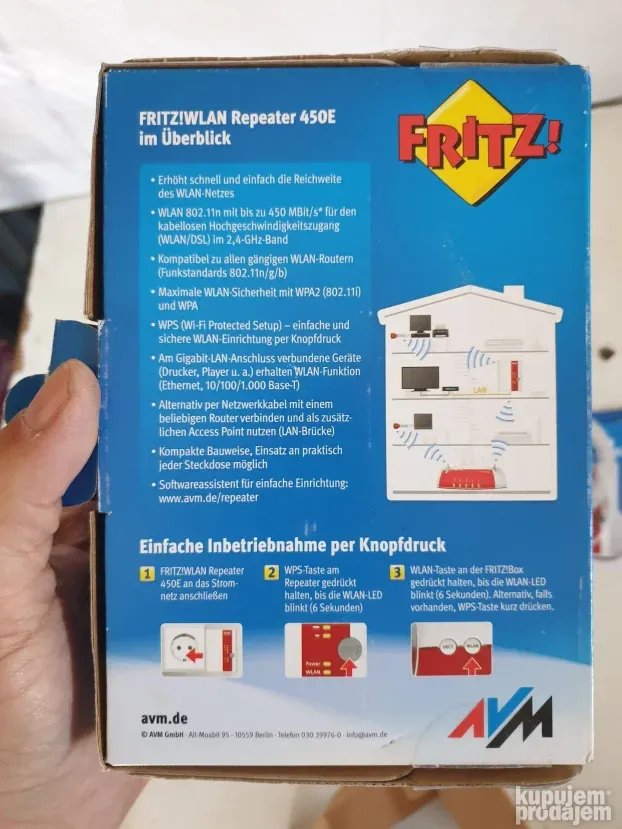 FRITZ!WLAN Repeater 450E
im Überblick
FRITZ!
• Erhöht schnell und einfach die Reichweite
des WLAN-Netzes
• WLAN 802.11n mit bis zu 450 MBit/s* für den
kabellosen Hochgeschwindigkeitszugang
(WLAN/DSL) im 2,4-GHz-Band
• Kompatibel zu allen gängigen WLAN-Routern
(Funkstandards 802.11n/g/b)
• Maximale WLAN-Sicherheit mit WPA2 (802.11i)
und WPA
• WPS (Wi-Fi Protected Setup) – einfache und
sichere WLAN-Einrichtung per Knopfdruck
• Am Gigabit-LAN-Anschluss verbundene Geräte
(Drucker, Player u. a.) erhalten WLAN-Funktion
(Ethernet, 10/100/1.000 Base-T)
• Alternativ per Netzwerkkabel mit einem
beliebigen Router verbinden und als zusätz-
lichen Access Point nutzen (LAN-Brücke)
• Kompakte Bauweise, Einsatz an praktisch
jeder Steckdose möglich
• Softwareassistent für einfache Einrichtung:
www.avm.de/repeater
LAN
Einfache Inbetriebnahme per Knopfdruck
1 FRITZ!WLAN Repeater
450E an das Strom-
netz anschließen
2 WPS-Taste am
Repeater gedrückt
halten, bis die WLAN-LED
blinkt (6 Sekunden)
3 WLAN-Taste an der FRITZ!Box
gedrückt halten, bis die WLAN-LED
blinkt (6 Sekunden). Alternativ, falls
vorhanden, WPS-Taste kurz drücken.
Power
WLAN
DECT
WLAN
avm.de
© AVM GmbH · Alt-Moabit 95 · 10559 Berlin · Telefon 030 39976-0 · info@avm.de
AVM
kupujem
prodajem